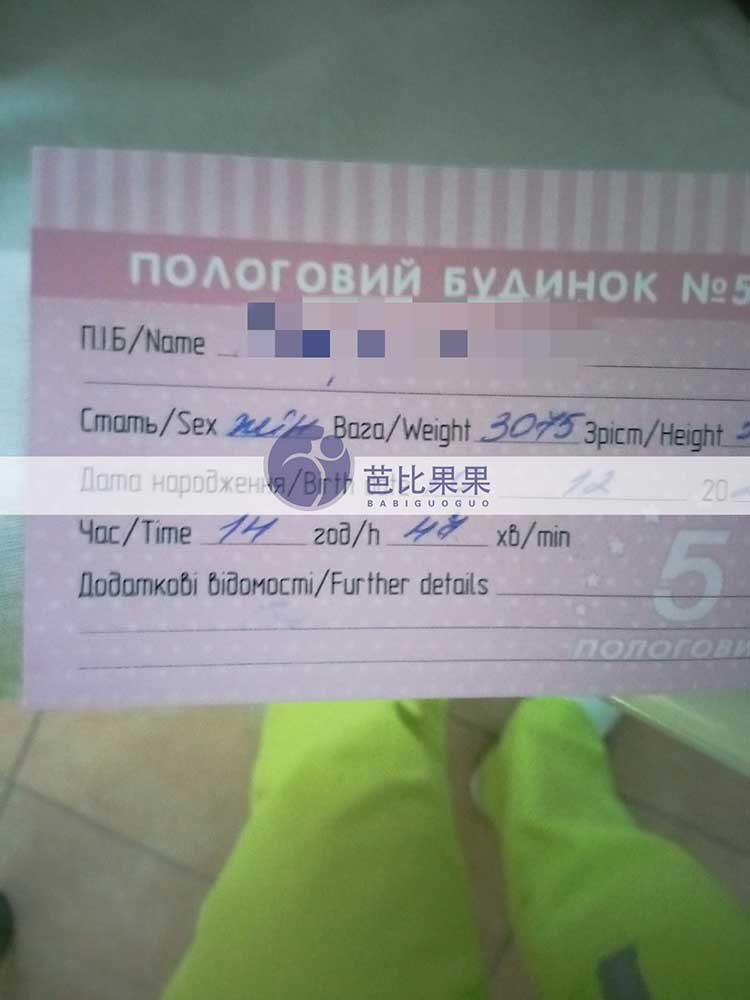 ПОЛОГОВИЙ БУДИНОК №5
П.І.Б/Name
Стать/Sex жін Вага/Weight 3075 Зріст/Height
Дата народження/Birth 12 20
芭比果果
BABIGUOGUO
Час/Time 14 год/h хв/min
Додаткові відомості/Further details
5
ПОЛОГОВИ